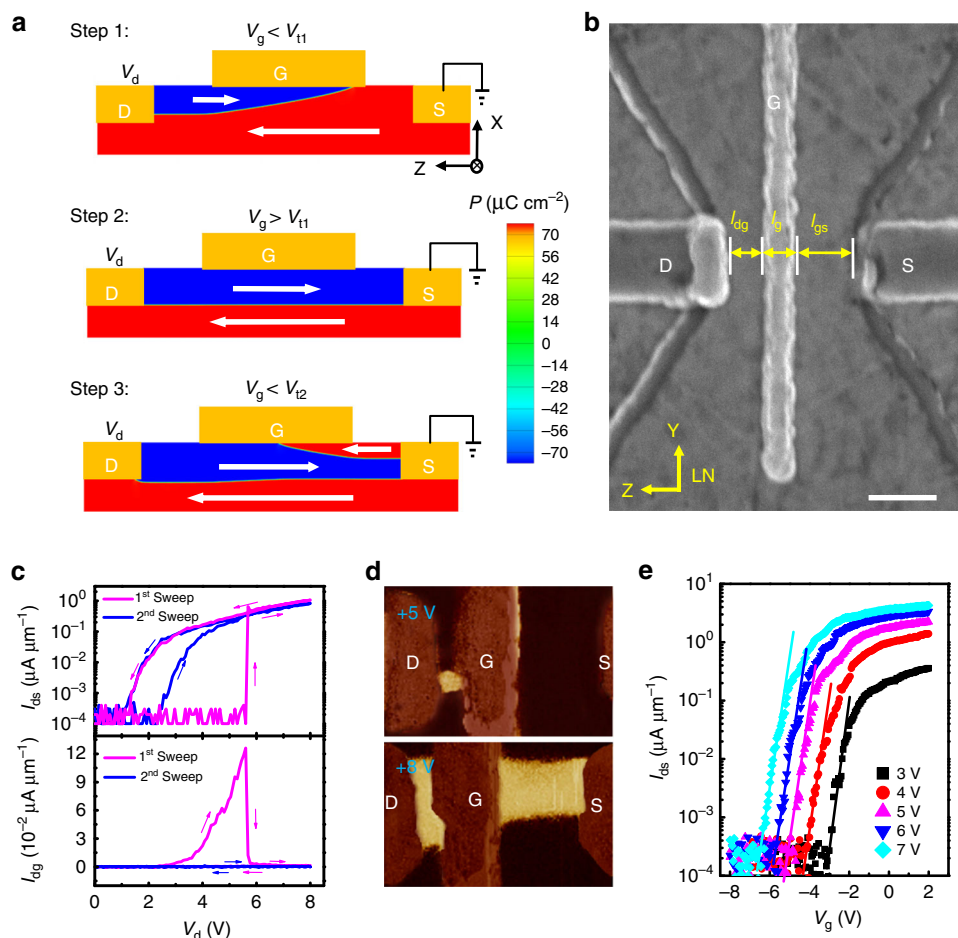 a
Step 1:
V_g < V_t1
V_d
G
D
S
X
Z
Step 2:
V_g > V_t1
V_d
G
D
S
P (μC cm⁻²)
70
56
42
28
14
0
−14
−28
−42
−56
−70
Step 3:
V_g < V_t2
V_d
G
D
S
b
G
l_dg
l_g
l_gs
D
S
Y
Z
LN
c
10⁰
10⁻¹
10⁻²
10⁻³
10⁻⁴
I_ds (μA μm⁻¹)
1st Sweep
2nd Sweep
12
9
6
3
0
I_dg (10⁻² μA μm⁻¹)
1st Sweep
2nd Sweep
0 2 4 6 8
V_d (V)
d
+5 V
D
G
S
+8 V
D
G
S
e
10¹
10⁰
10⁻¹
10⁻²
10⁻³
10⁻⁴
I_ds (μA μm⁻¹)
3 V
4 V
5 V
6 V
7 V
−8 −6 −4 −2 0 2
V_g (V)